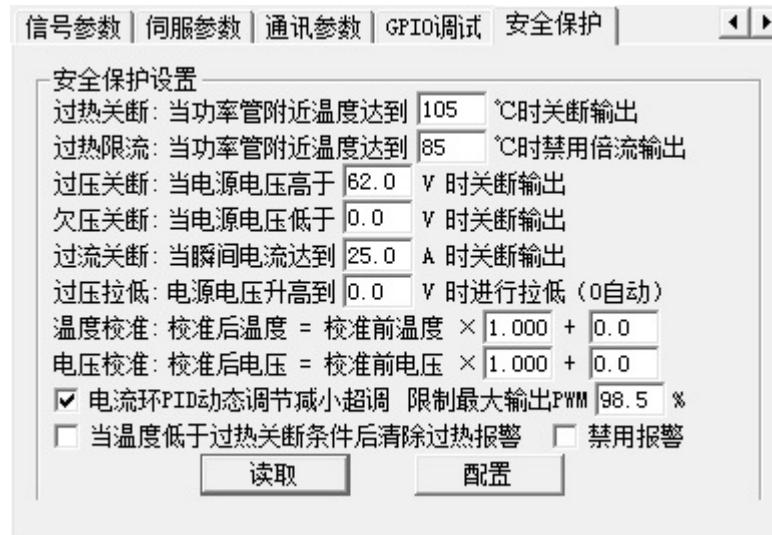 信号参数 伺服参数 通讯参数 GPIO调试 安全保护
安全保护设置
过热关断: 当功率管附近温度达到 105 ℃时关断输出
过热限流: 当功率管附近温度达到 85 ℃时禁用倍流输出
过压关断: 当电源电压高于 62.0 V 时关断输出
欠压关断: 当电源电压低于 0.0 V 时关断输出
过流关断: 当瞬间电流达到 25.0 A 时关断输出
过压拉低: 电源电压升高到 0.0 V 时进行拉低 (0自动)
温度校准: 校准后温度 = 校准前温度 × 1.000 + 0.0
电压校准: 校准后电压 = 校准前电压 × 1.000 + 0.0
电流环PID动态调节减小超调 限制最大输出PWM 98.5 %
当温度低于过热关断条件后清除过热报警 禁用报警
读取 配置